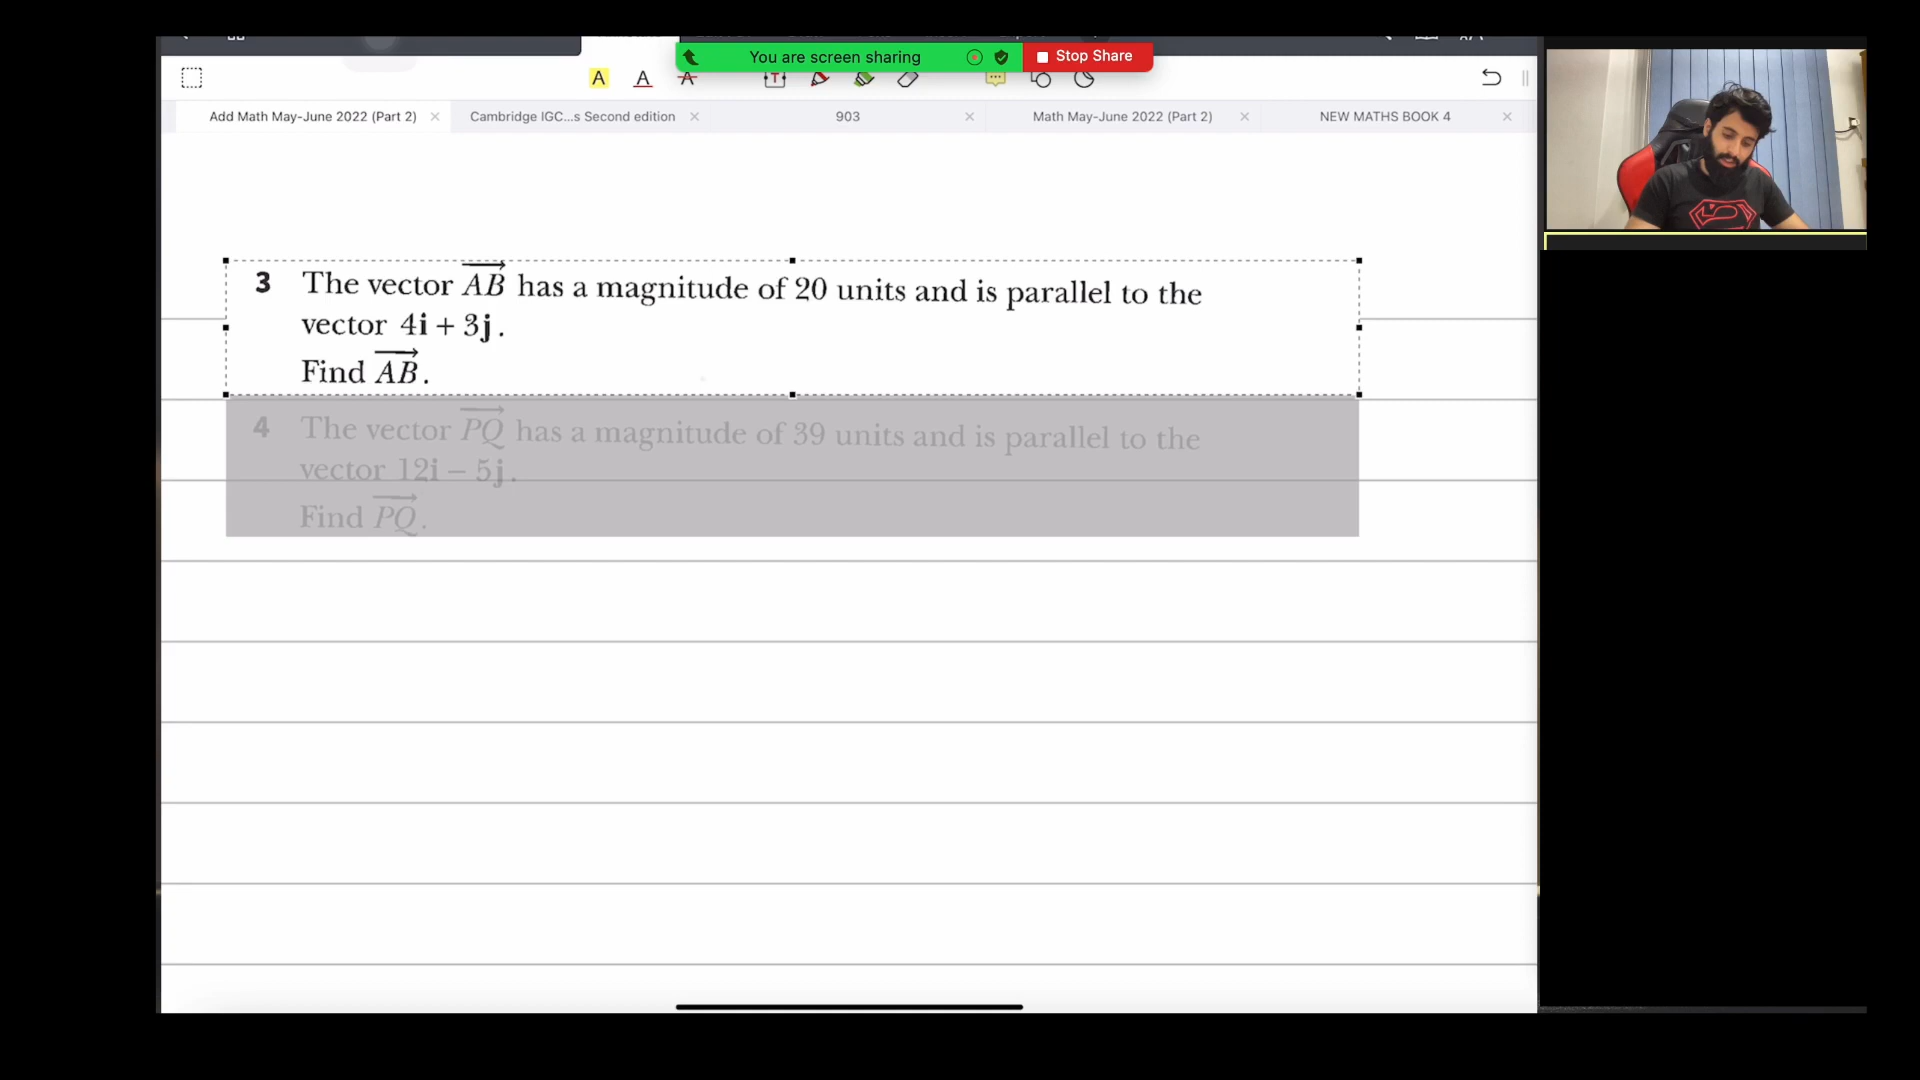 You are screen sharing
Stop Share
A A A T
Add Math May-June 2022 (Part 2) × Cambridge IGC...s Second edition × 903 × Math May-June 2022 (Part 2) × NEW MATHS BOOK 4 ×
3 The vector AB has a magnitude of 20 units and is parallel to the
vector 4i + 3j.
Find AB.
4 The vector PQ has a magnitude of 39 units and is parallel to the
vector 12i – 5j.
Find PQ.